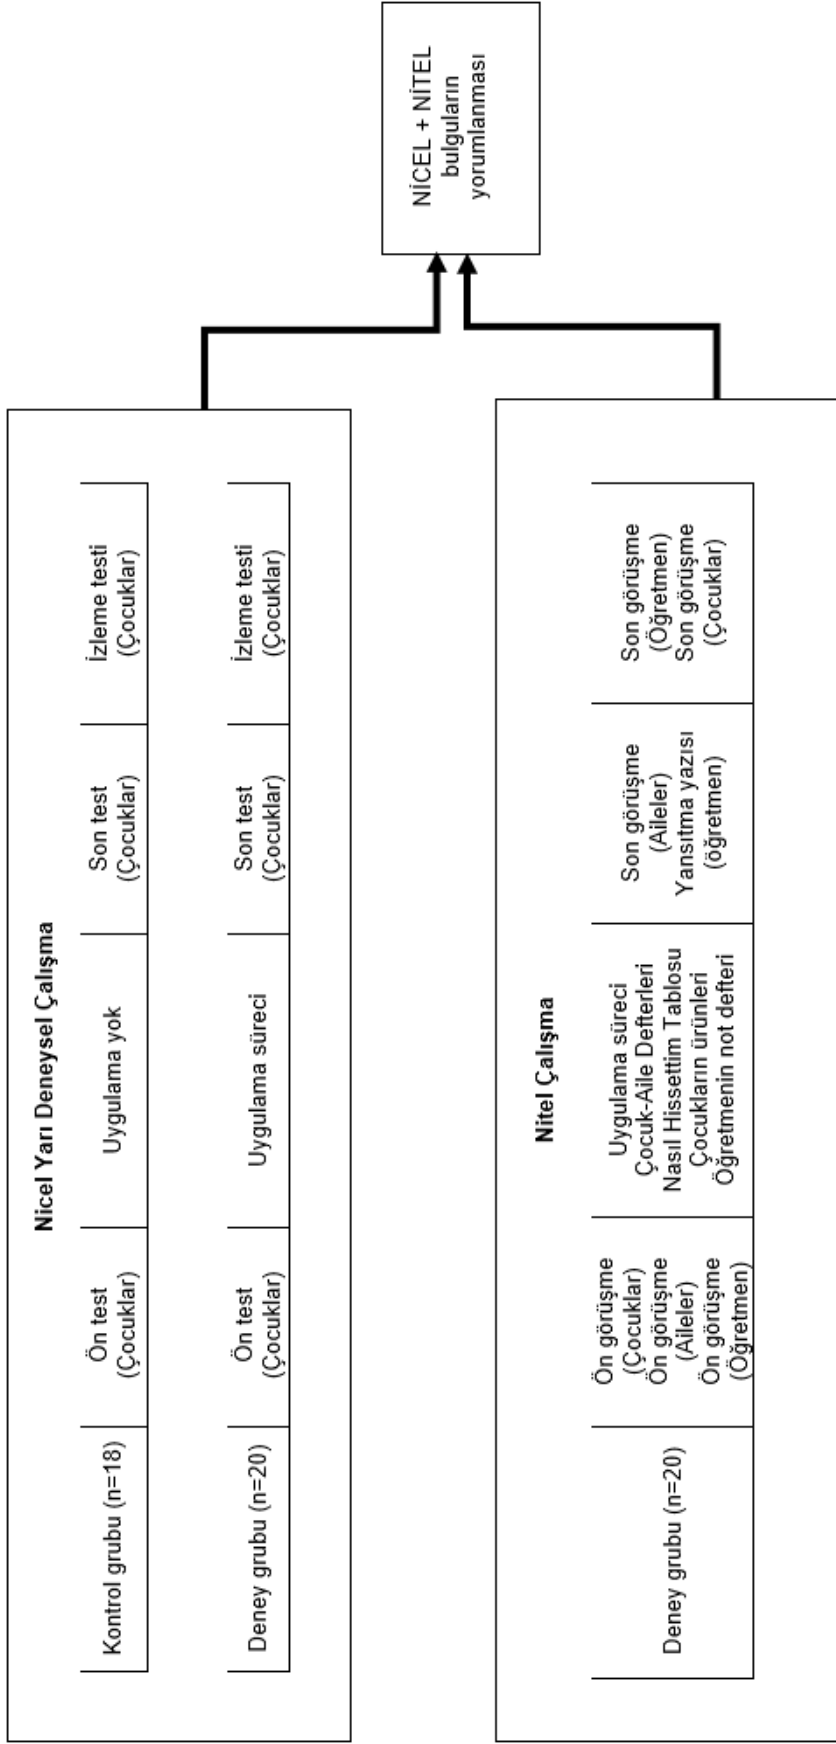 Nicel Yarı Deneysel Çalışma
Kontrol grubu (n=18)
Ön test
(Çocuklar)
Uygulama yok
Son test
(Çocuklar)
İzleme testi
(Çocuklar)
Deney grubu (n=20)
Ön test
(Çocuklar)
Uygulama süreci
Son test
(Çocuklar)
İzleme testi
(Çocuklar)
Nitel Çalışma
Deney grubu (n=20)
Ön görüşme
(Çocuklar)
Ön görüşme
(Aileler)
Ön görüşme
(Öğretmen)
Uygulama süreci
Çocuk-Aile Defterleri
Nasıl Hissettim Tablosu
Çocukların ürünleri
Öğretmenin not defteri
Son görüşme
(Aileler)
Yansıtma yazısı
(öğretmen)
Son görüşme
(Öğretmen)
Son görüşme
(Çocuklar)
NİCEL + NİTEL
bulguların
yorumlanması